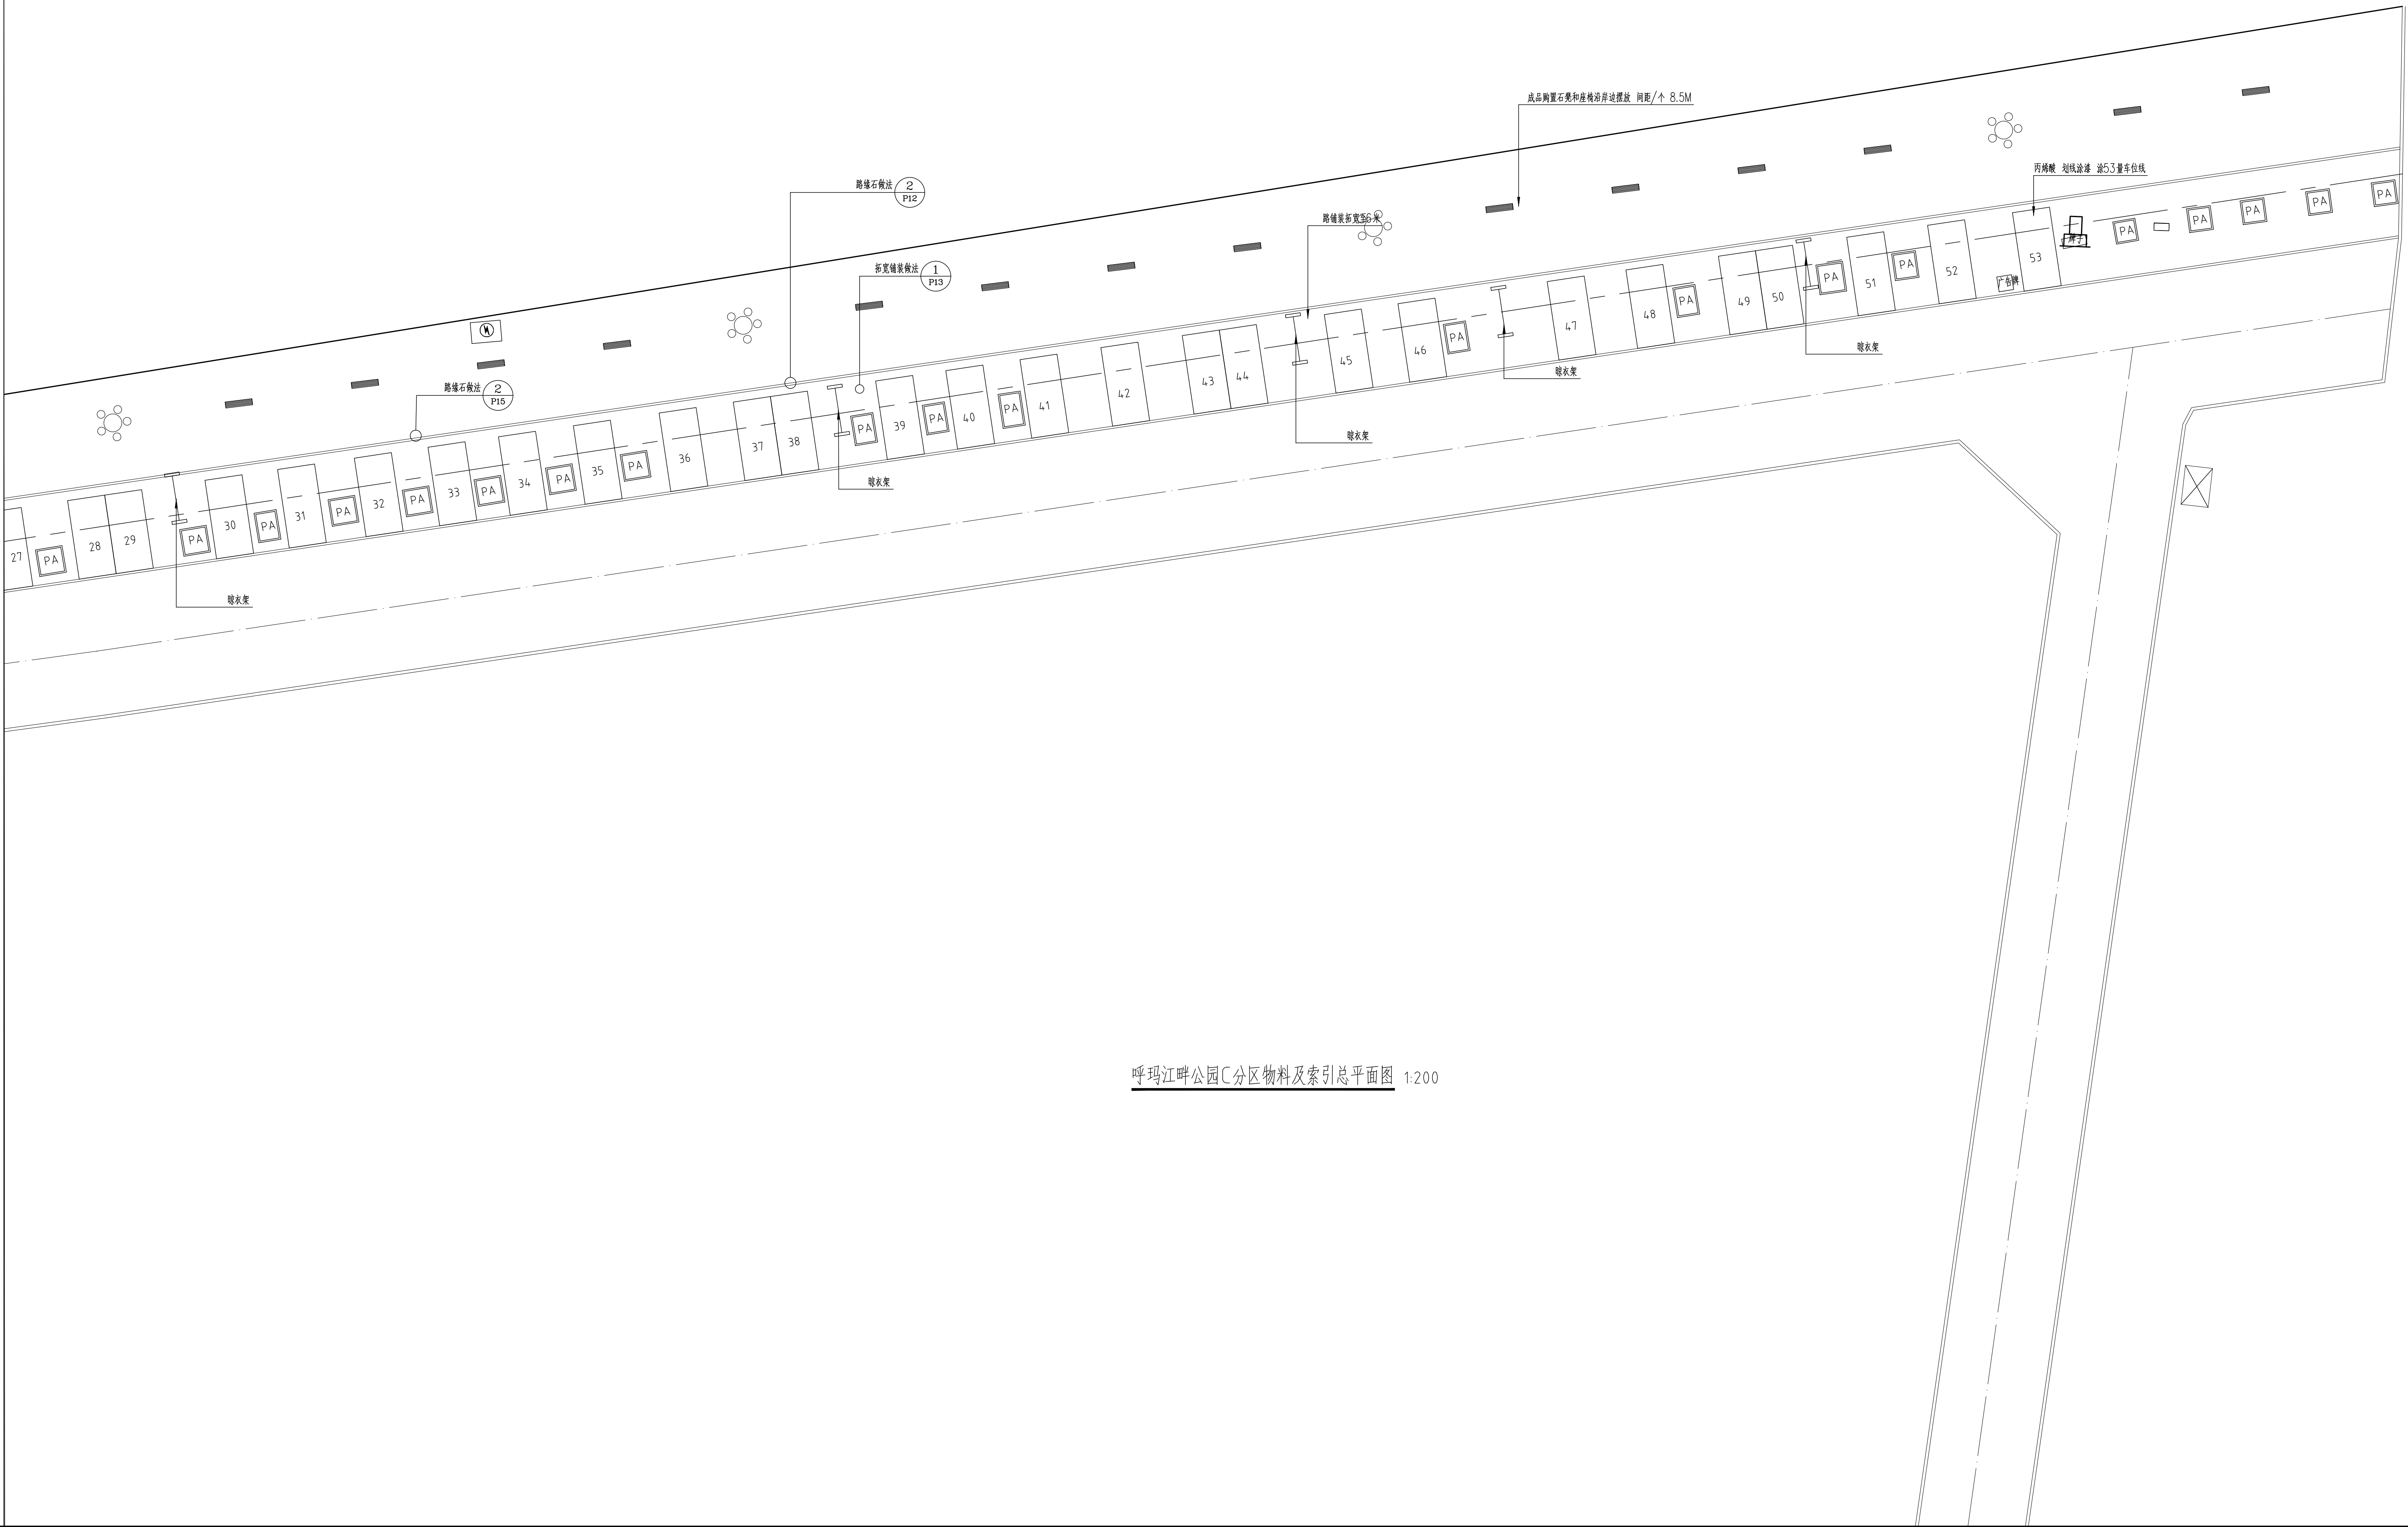 成品购置石凳和座椅沿岸边摆放 间距/个 8.5M
丙烯酸 划线涂漆 涂53量车位线
路缘石做法 2 P12
路铺装拓宽至6米
拓宽铺装做法 1 P13
路缘石做法 2 P15
牌子
广告牌
27
PA
28
29
PA
30
PA
31
PA
32
PA
33
PA
34
PA
35
PA
36
37
38
PA
39
PA
40
PA
41
42
43
44
45
46
PA
47
48
PA
49
50
PA
51
PA
52
53
PA
PA
PA
PA
PA
晾衣架
晾衣架
晾衣架
晾衣架
晾衣架
呼玛江畔公园C分区物料及索引总平面图 1:200